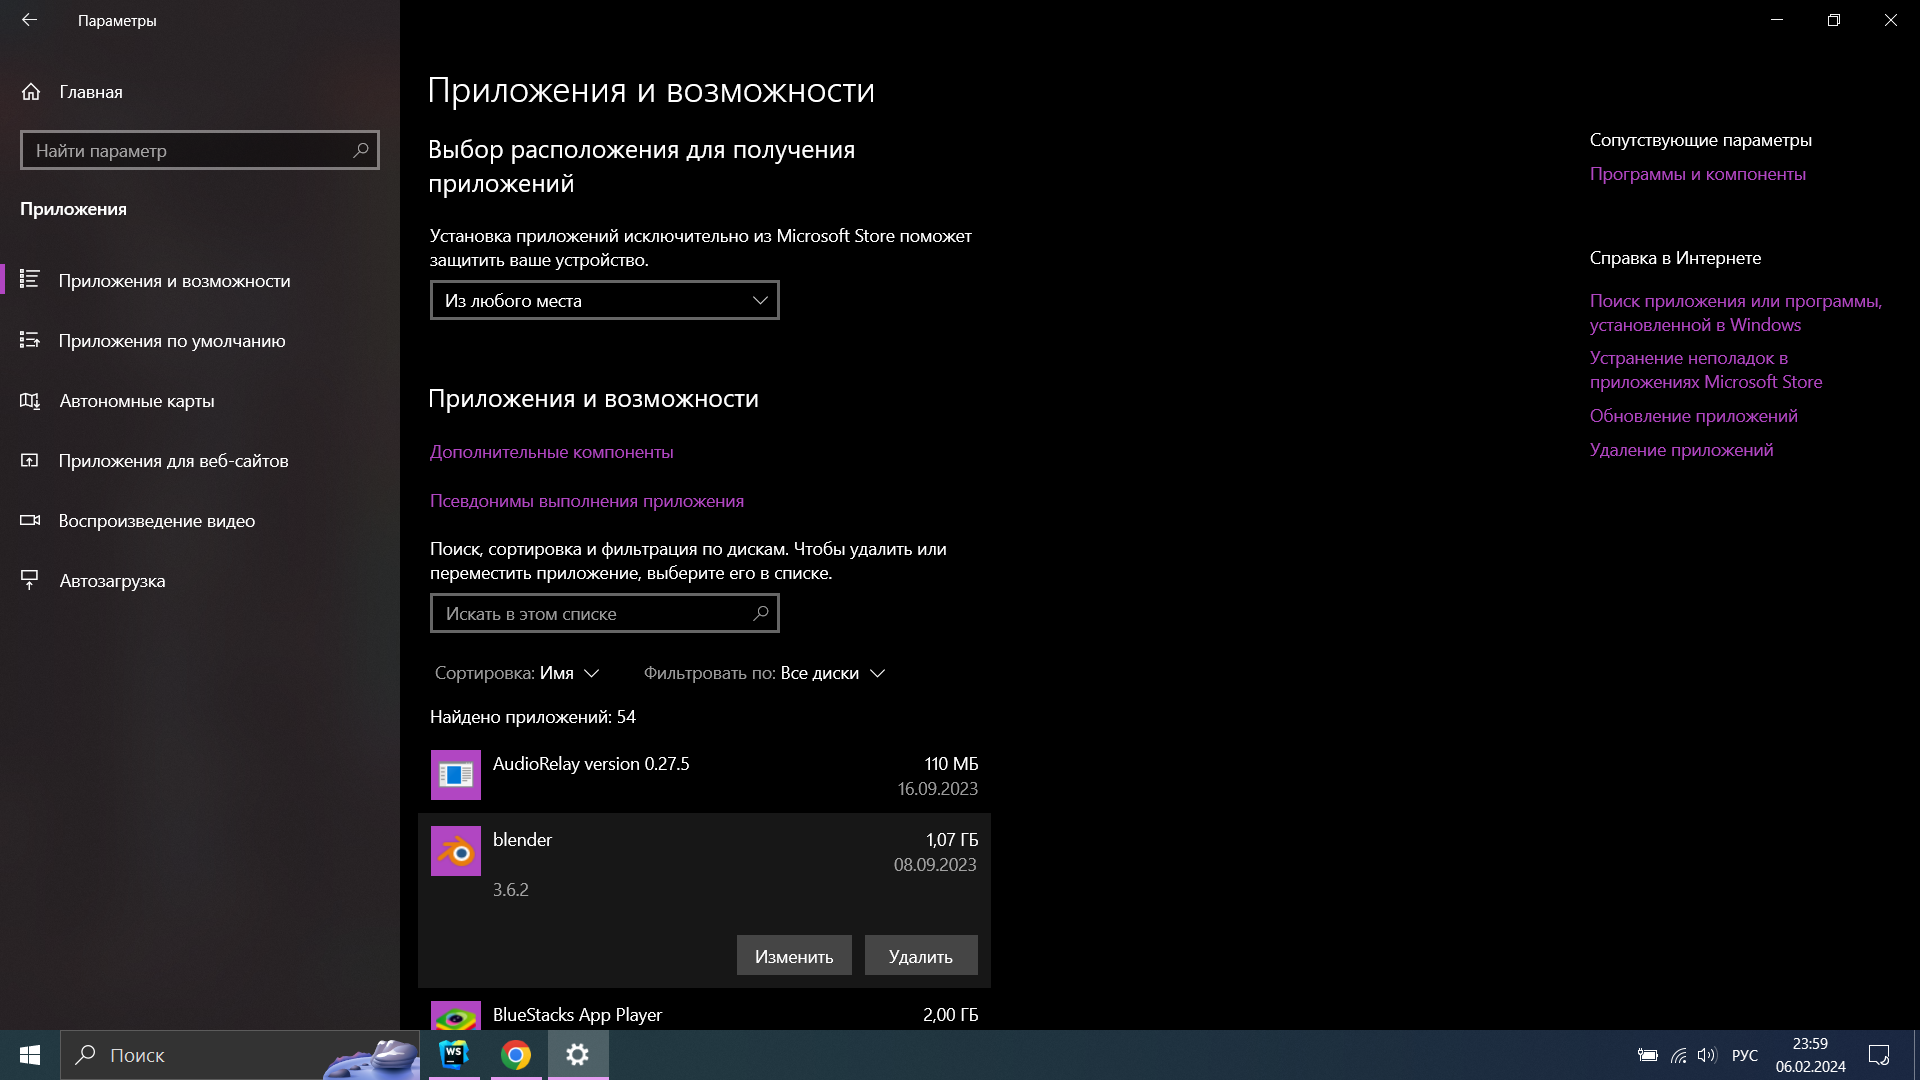 Параметры
Главная
Найти параметр
Приложения
Приложения и возможности
Приложения по умолчанию
Автономные карты
Приложения для веб-сайтов
Воспроизведение видео
Автозагрузка
Приложения и возможности
Выбор расположения для получения
приложений
Установка приложений исключительно из Microsoft Store поможет
защитить ваше устройство.
Из любого места
Приложения и возможности
Дополнительные компоненты
Псевдонимы выполнения приложения
Поиск, сортировка и фильтрация по дискам. Чтобы удалить или
переместить приложение, выберите его в списке.
Искать в этом списке
Сортировка: Имя Фильтровать по: Все диски
Найдено приложений: 54
AudioRelay version 0.27.5 110 МБ
16.09.2023
blender 1,07 ГБ
08.09.2023
3.6.2
Изменить Удалить
BlueStacks App Player 2,00 ГБ
Сопутствующие параметры
Программы и компоненты
Справка в Интернете
Поиск приложения или программы,
установленной в Windows
Устранение неполадок в
приложениях Microsoft Store
Обновление приложений
Удаление приложений
Поиск
WS
РУС
23:59
06.02.2024